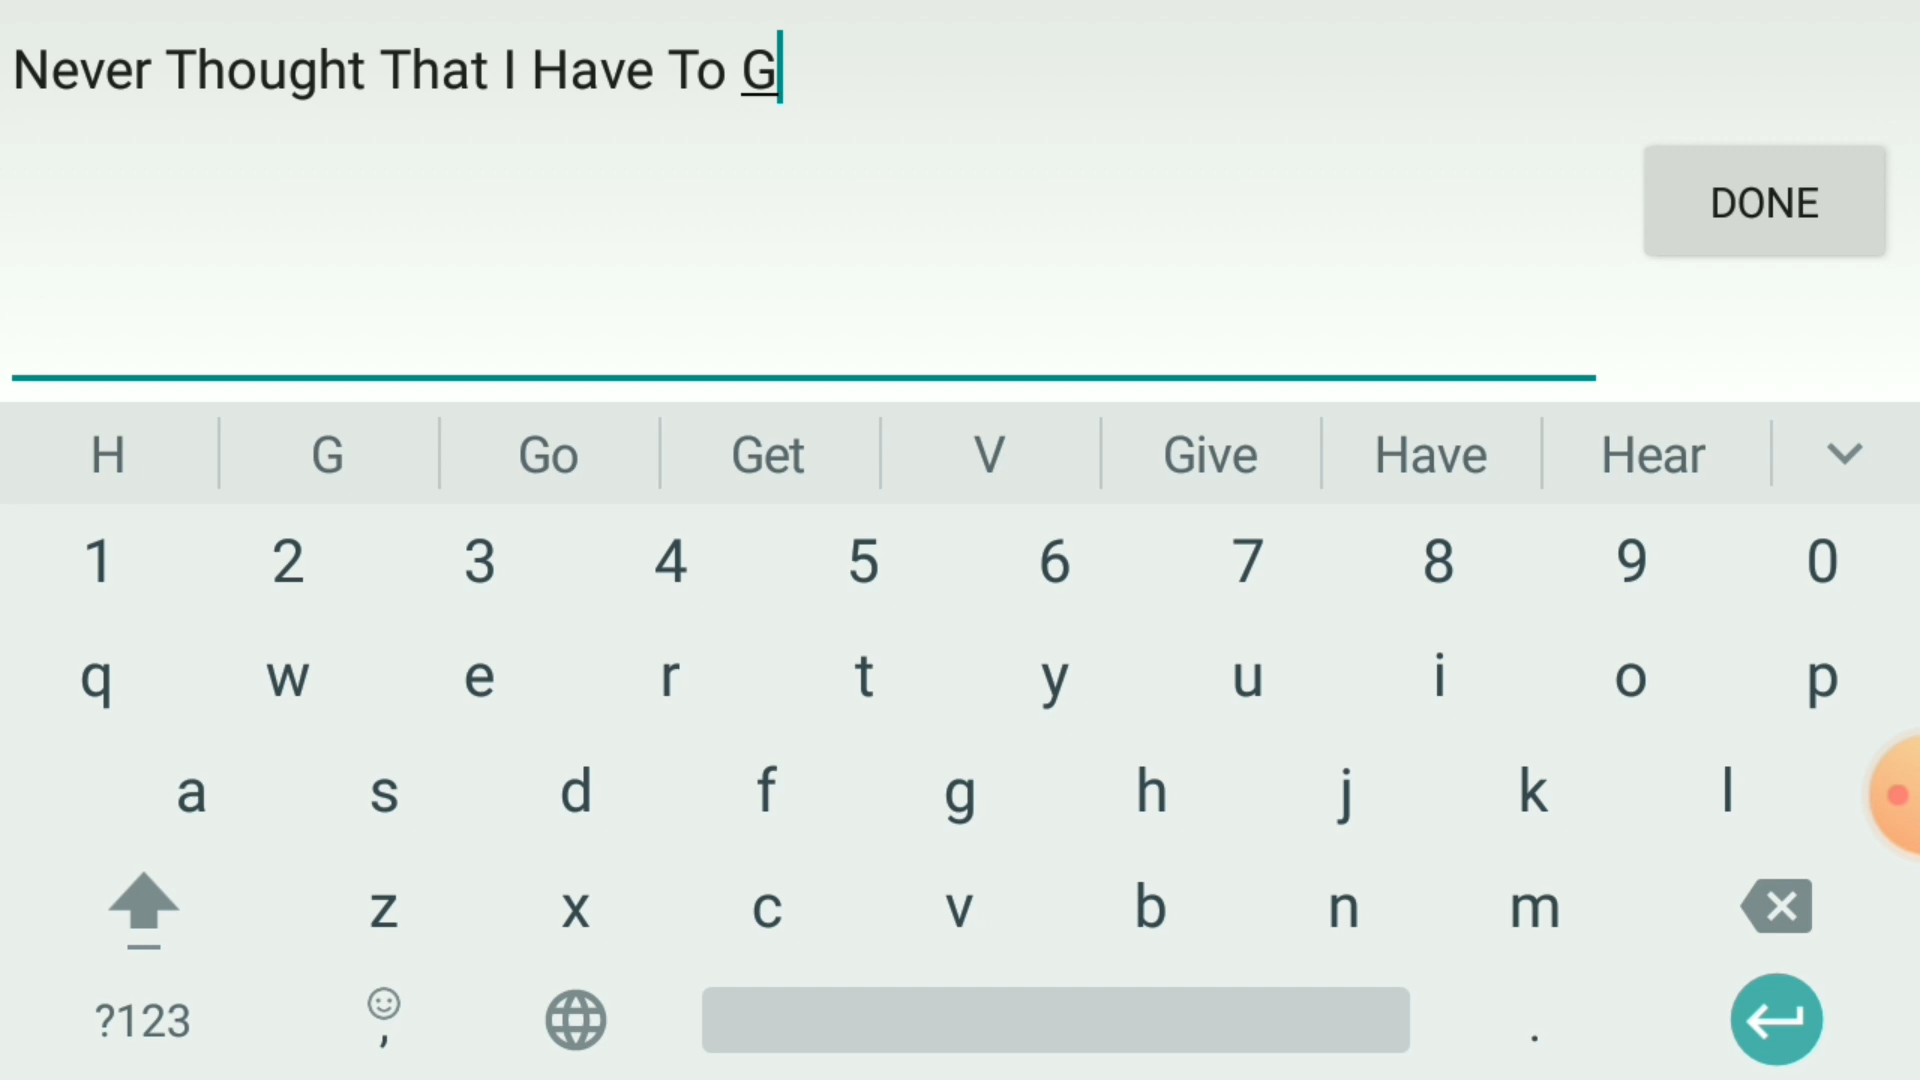 Never Thought That I Have To G
DONE
H G Go Get V Give Have Hear
1 2 3 4 5 6 7 8 9 0
q w e r t y u i o p
a s d f g h j k l
z x c v b n m
?123 , .